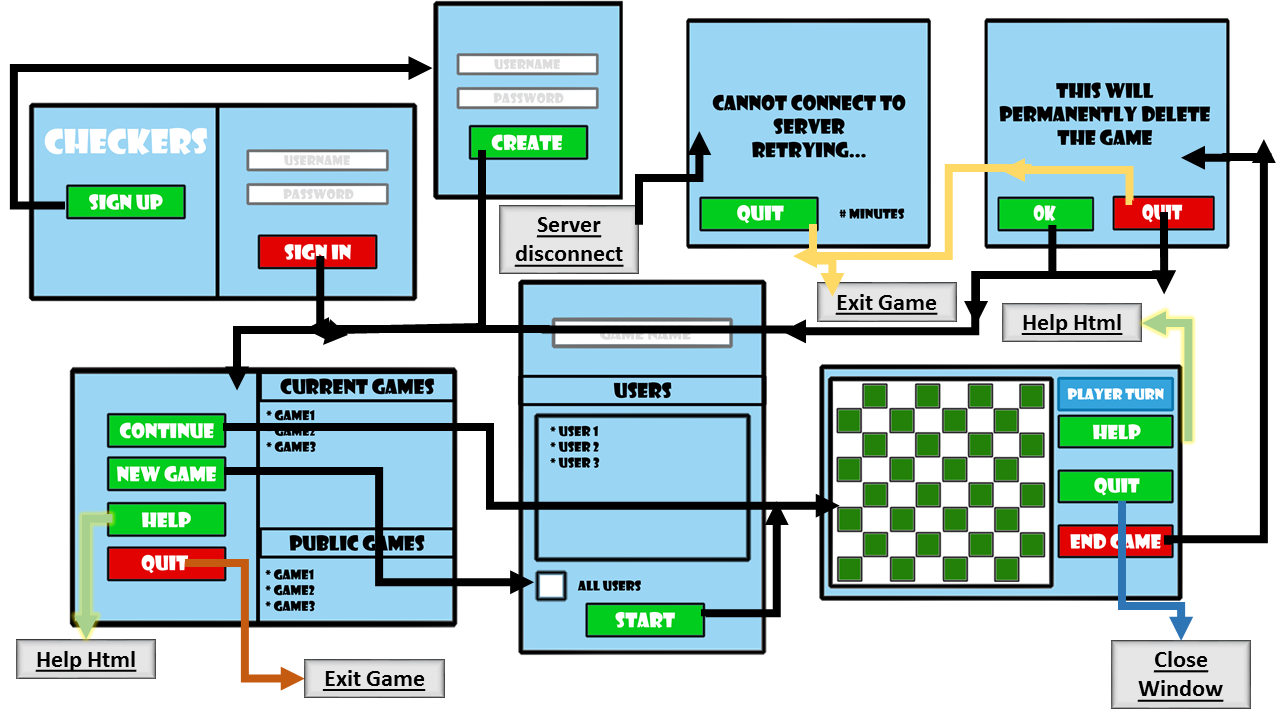 CHECKERS
SIGN UP
USERNAME
PASSWORD
SIGN IN
USERNAME
PASSWORD
CREATE
Server
disconnect
CANNOT CONNECT TO
SERVER
RETRYING...
QUIT
# MINUTES
Exit Game
THIS WILL
PERMANENTLY DELETE
THE GAME
OK
QUIT
Help Html
CONTINUE
NEW GAME
HELP
QUIT
CURRENT GAMES
* GAME1
* GAME2
* GAME3
PUBLIC GAMES
* GAME1
* GAME2
* GAME3
Help Html
Exit Game
GAME NAME
USERS
* USER 1
* USER 2
* USER 3
ALL USERS
START
PLAYER TURN
HELP
QUIT
END GAME
Close
Window